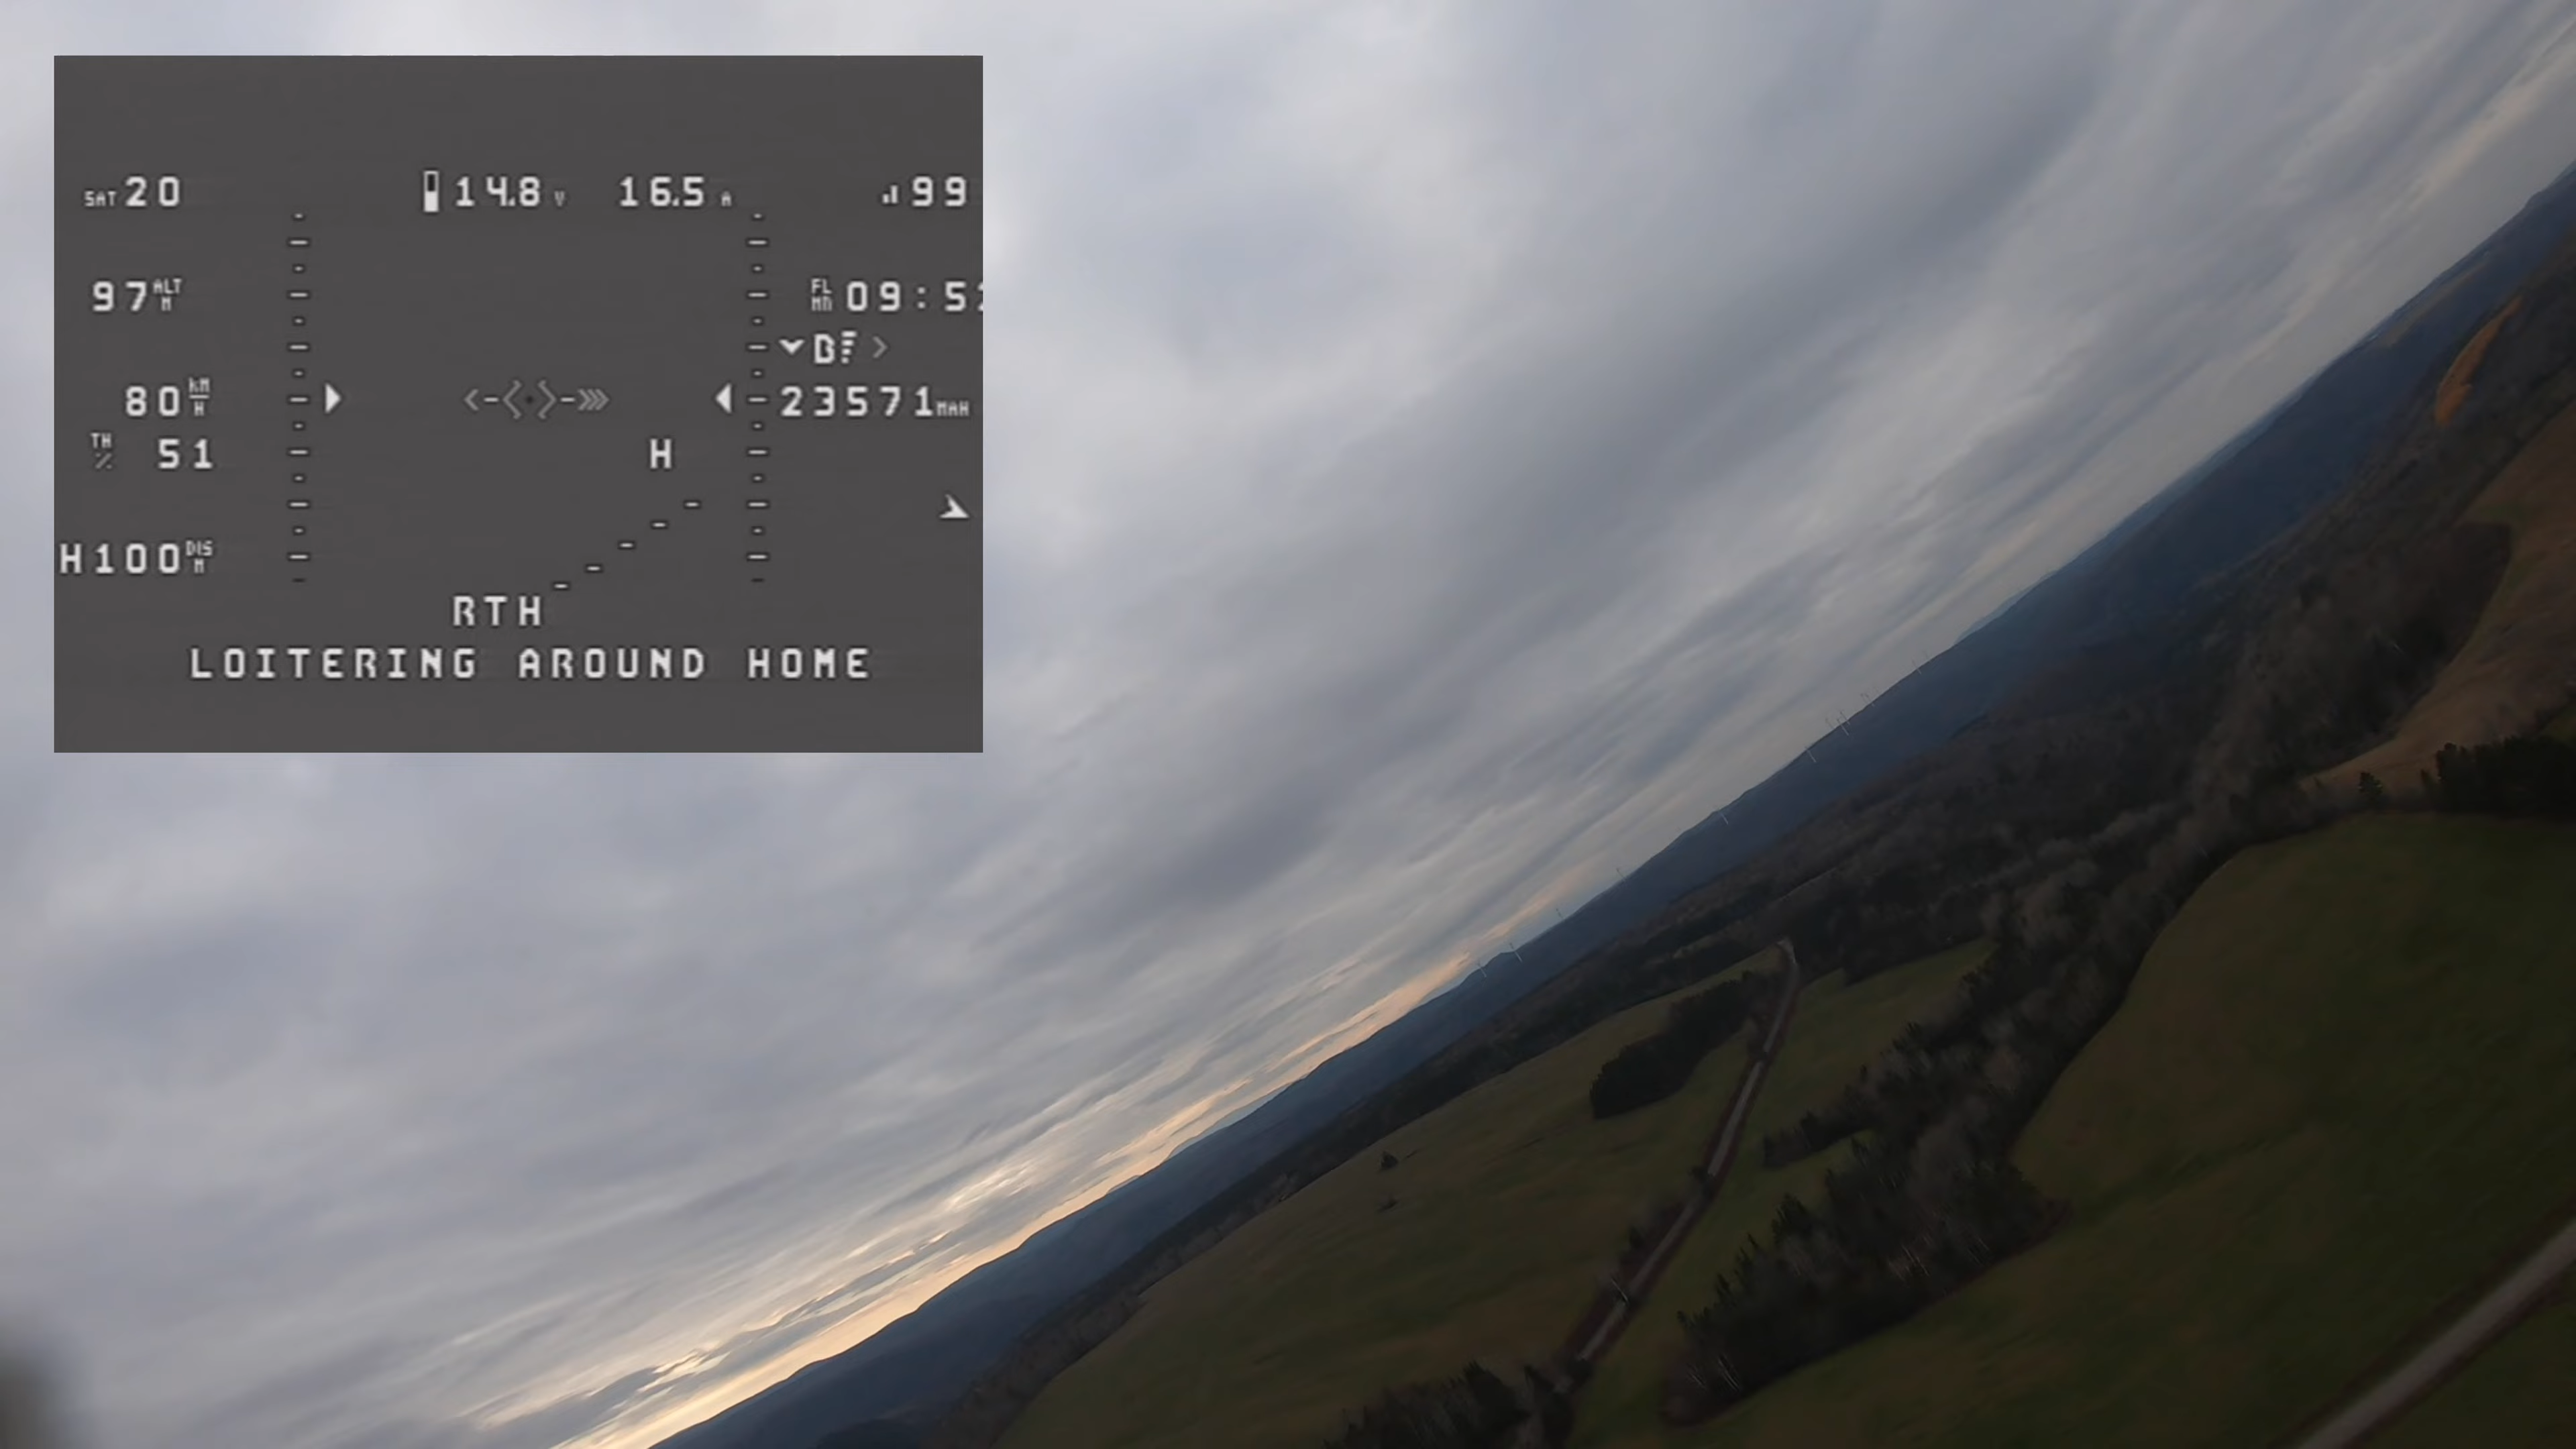 SAT 20 14.8 V 16.5 A 99
97 ALT M FL MN 09:5
B
80 KM H 23571 MAH
TH % 51 H
H100 DIS M
RTH
LOITERING AROUND HOME